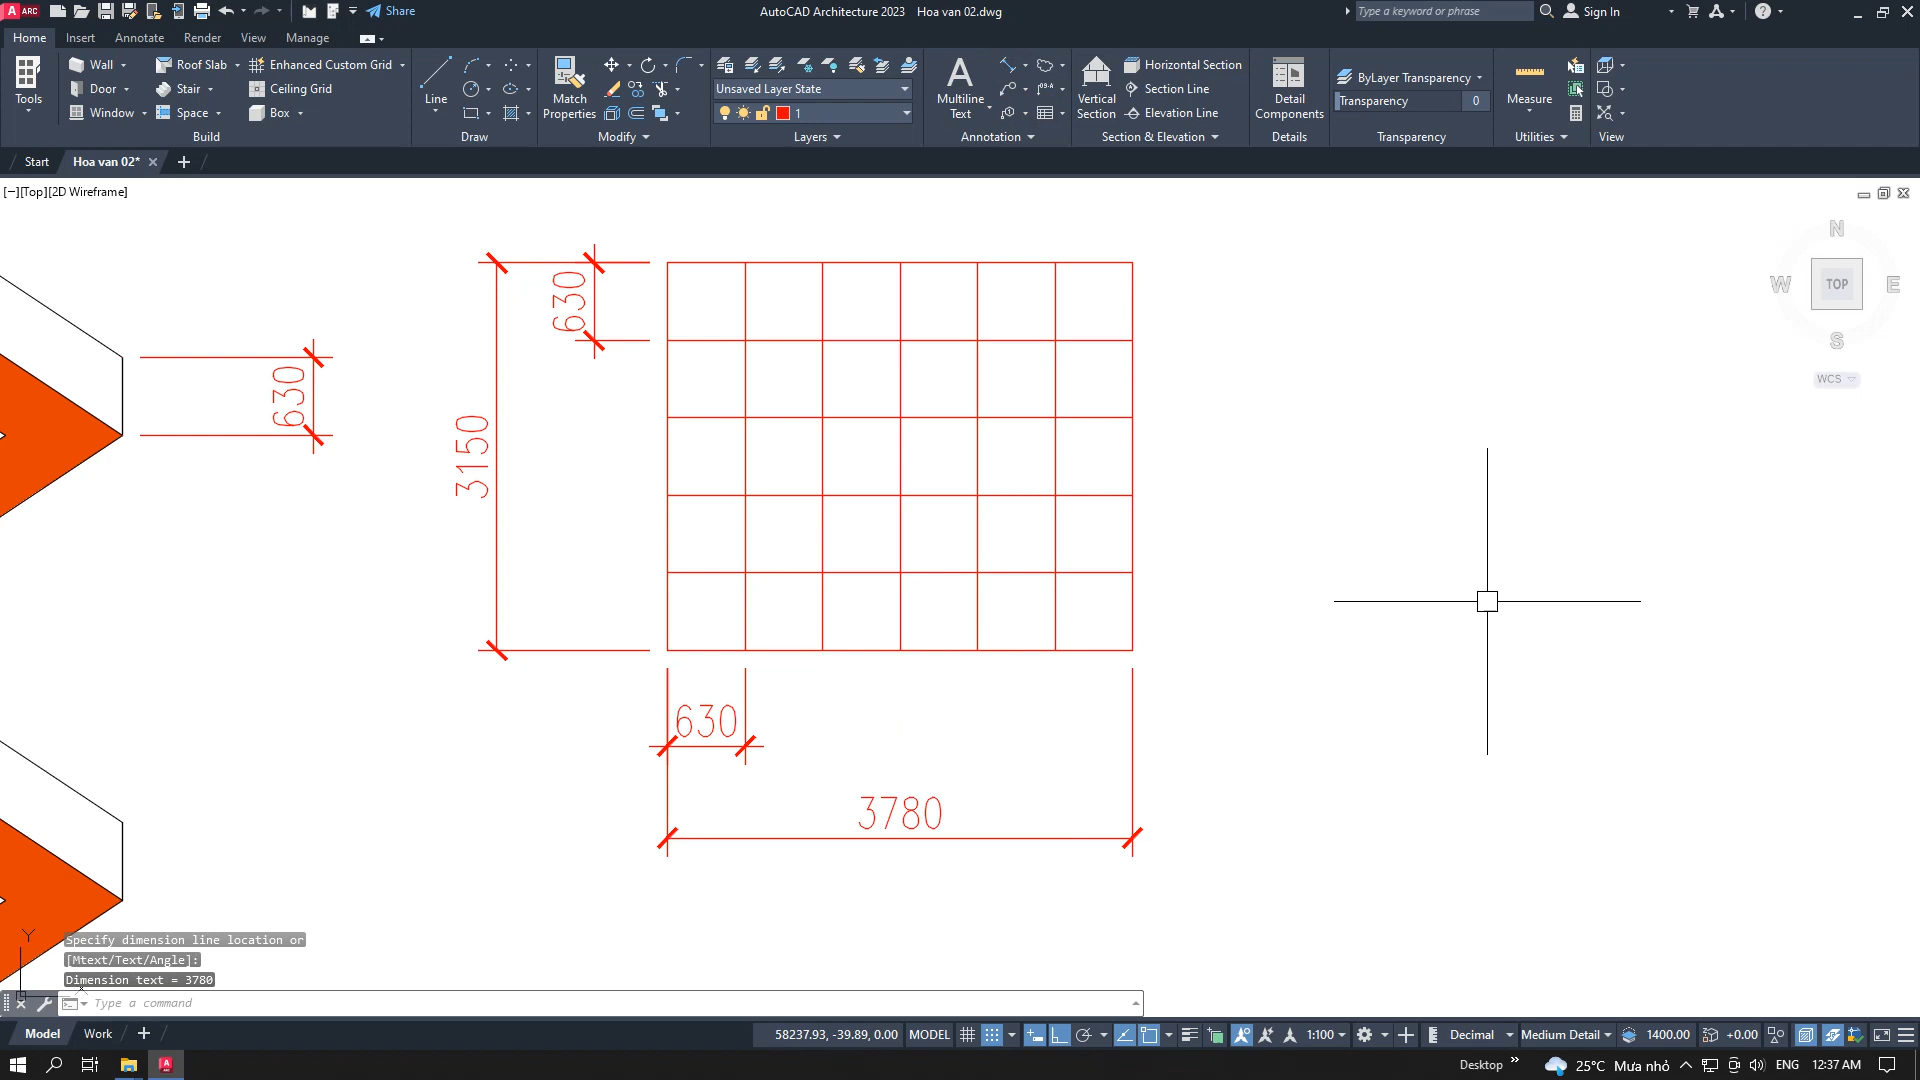 A ARC
Share
AutoCAD Architecture 2023 Hoa van 02.dwg
Type a keyword or phrase
Sign In
Home Insert Annotate Render View Manage
Tools
Wall
Door
Window
Roof Slab
Stair
Space
Enhanced Custom Grid
Ceiling Grid
Box
Build
Line
Draw
Match
Properties
Modify
Unsaved Layer State
1
Layers
A
Multiline
Text
Annotation
Vertical
Section
Horizontal Section
Section Line
Elevation Line
Section & Elevation
Detail
Components
Details
ByLayer Transparency
Transparency 0
Transparency
Measure
Utilities
View
Start Hoa van 02*
[−][Top][2D Wireframe]
N
W TOP E
S
WCS
630
630
3150
630
3780
Y
X
Specify dimension line location or
[Mtext/Text/Angle]:
Dimension text = 3780
Type a command
Model Work
58237.93, -39.89, 0.00 MODEL
1:100
Decimal
Medium Detail
1400.00
+0.00
Desktop
25°C Mưa nhỏ
ENG 12:37 AM